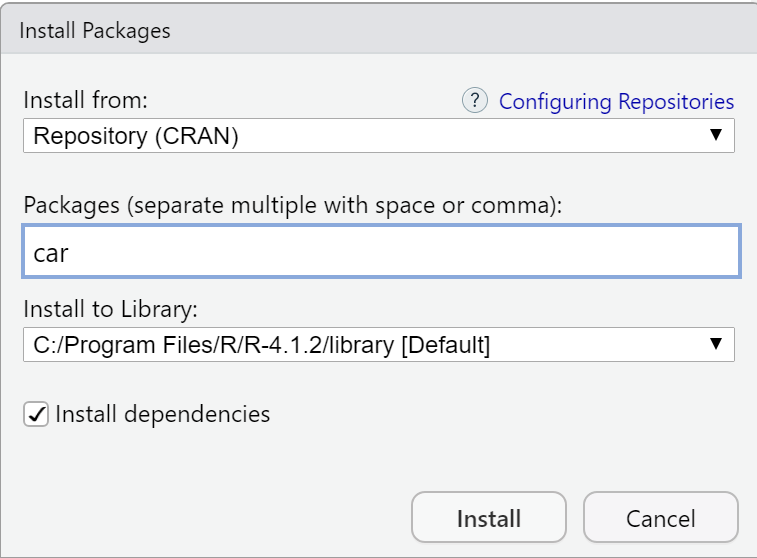 Install Packages
Install from:
? Configuring Repositories
Repository (CRAN)
Packages (separate multiple with space or comma):
car
Install to Library:
C:/Program Files/R/R-4.1.2/library [Default]
Install dependencies
Install
Cancel